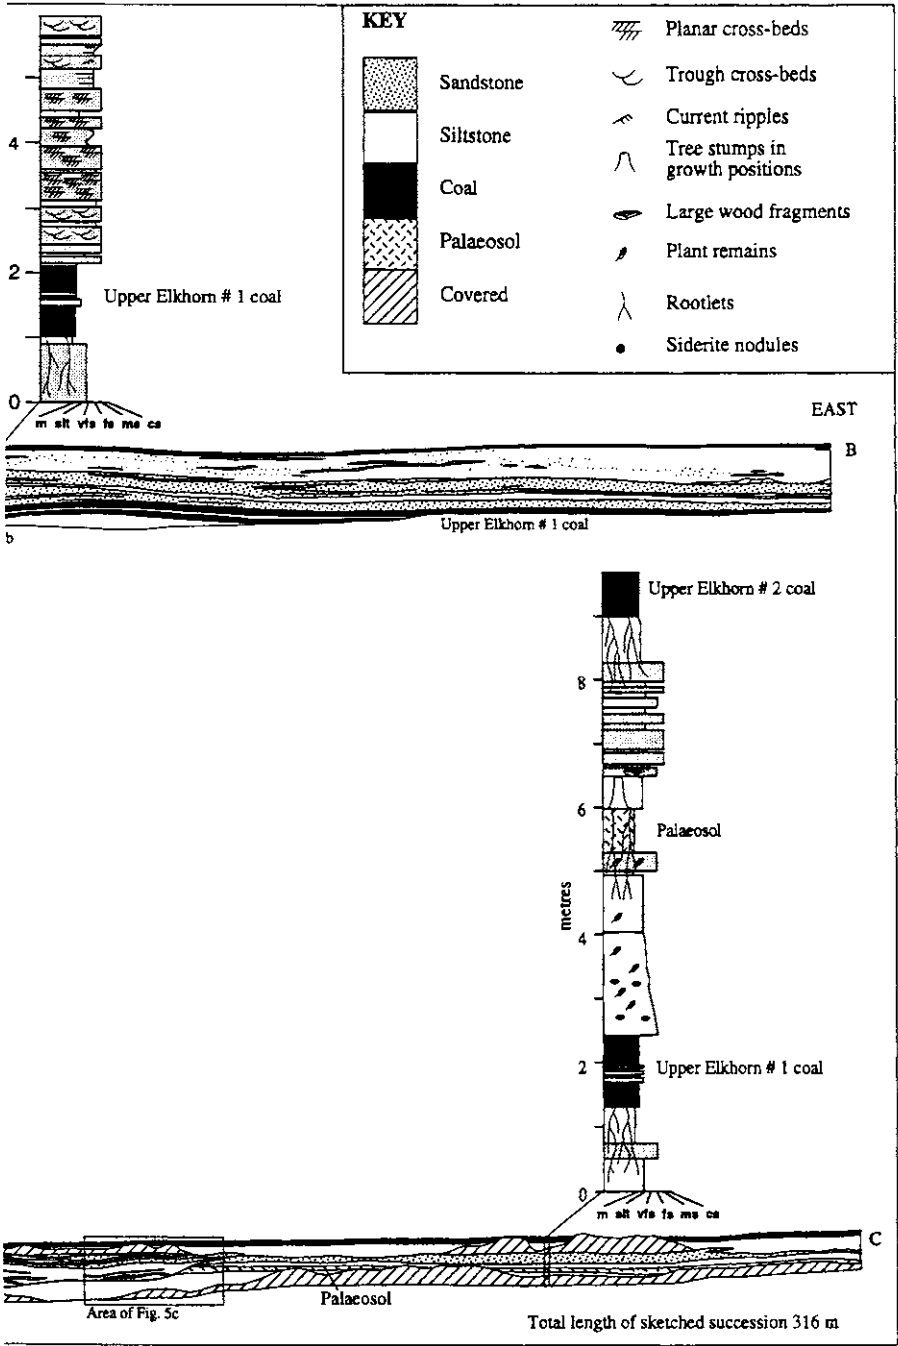 KEY
Sandstone
Siltstone
Coal
Palaeosol
Covered
Planar cross-beds
Trough cross-beds
Current ripples
Tree stumps in
growth positions
Large wood fragments
Plant remains
Rootlets
Siderite nodules
4
2
Upper Elkhorn # 1 coal
0
m slt vfs fs ms cs
EAST
B
Upper Elkhorn # 1 coal
b
Upper Elkhorn # 2 coal
8
6
Palaeosol
metres
4
2
Upper Elkhorn # 1 coal
0
m slt vfs fs ms cs
C
Area of Fig. 5c
Palaeosol
Total length of sketched succession 316 m